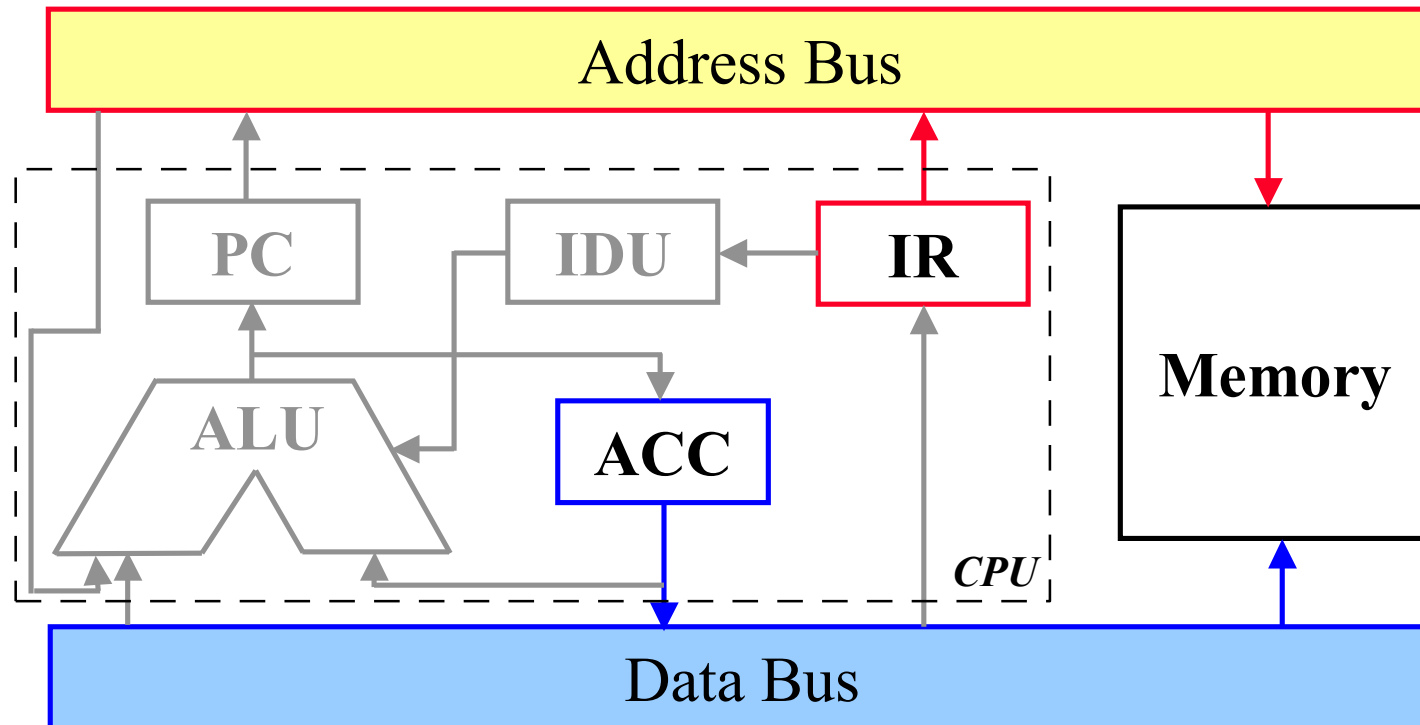 Address Bus
PC
IDU
IR
Memory
ALU
ACC
CPU
Data Bus